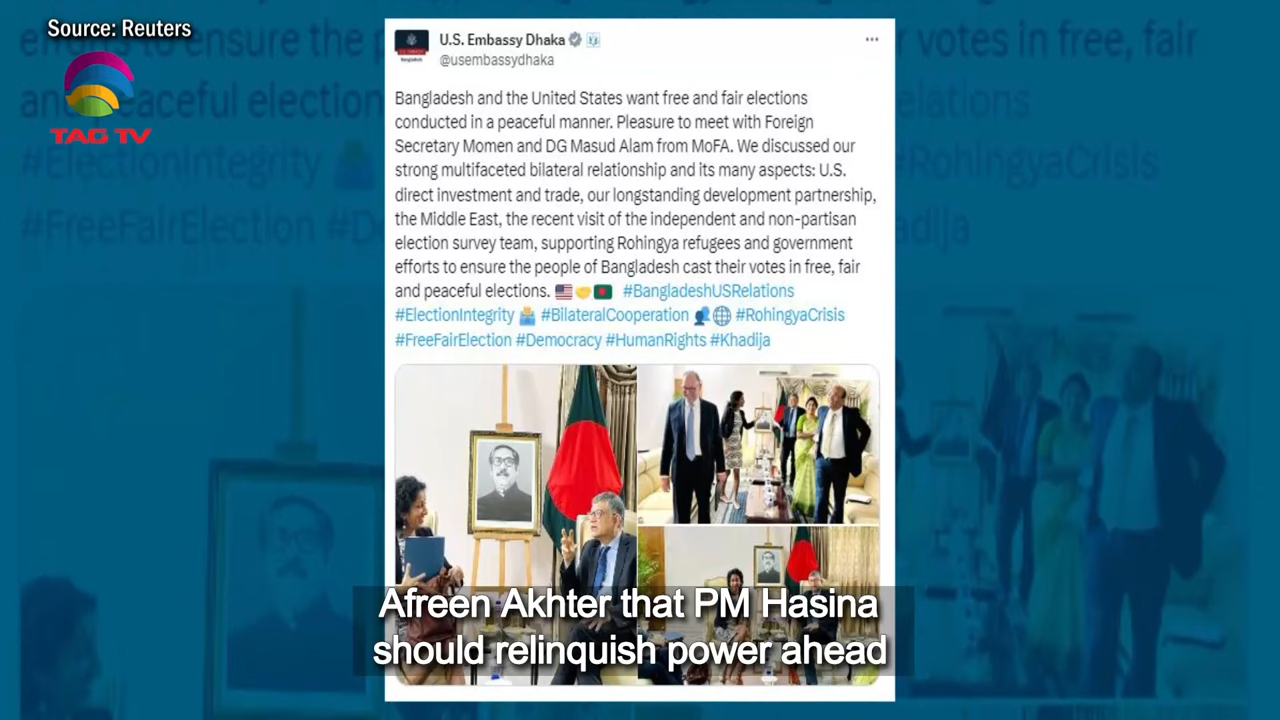 Source: Reuters
TAG TV
U.S. Embassy Dhaka
@usembassydhaka
Bangladesh and the United States want free and fair elections
conducted in a peaceful manner. Pleasure to meet with Foreign
Secretary Momen and DG Masud Alam from MoFA. We discussed our
strong multifaceted bilateral relationship and its many aspects: U.S.
direct investment and trade, our longstanding development partnership,
the Middle East, the recent visit of the independent and non-partisan
election survey team, supporting Rohingya refugees and government
efforts to ensure the people of Bangladesh cast their votes in free, fair
and peaceful elections. 🇺🇸🤝🇧🇩 #BangladeshUSRelations
#ElectionIntegrity 🗳️ #BilateralCooperation 👥🌐 #RohingyaCrisis
#FreeFairElection #Democracy #HumanRights #Khadija
Afreen Akhter that PM Hasina
should relinquish power ahead